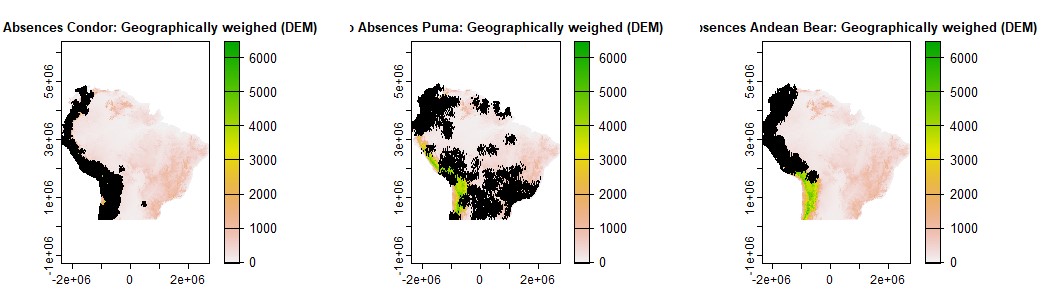 Absences Condor: Geographically weighed (DEM)
5e+06
3e+06
1e+06
-1e+06
-2e+06 0 2e+06
6000
5000
4000
3000
2000
1000
0
Absences Puma: Geographically weighed (DEM)
5e+06
3e+06
1e+06
-1e+06
-2e+06 0 2e+06
6000
5000
4000
3000
2000
1000
0
Andean Bear: Geographically weighed (DEM)
5e+06
3e+06
1e+06
-1e+06
-2e+06 0 2e+06
6000
5000
4000
3000
2000
1000
0